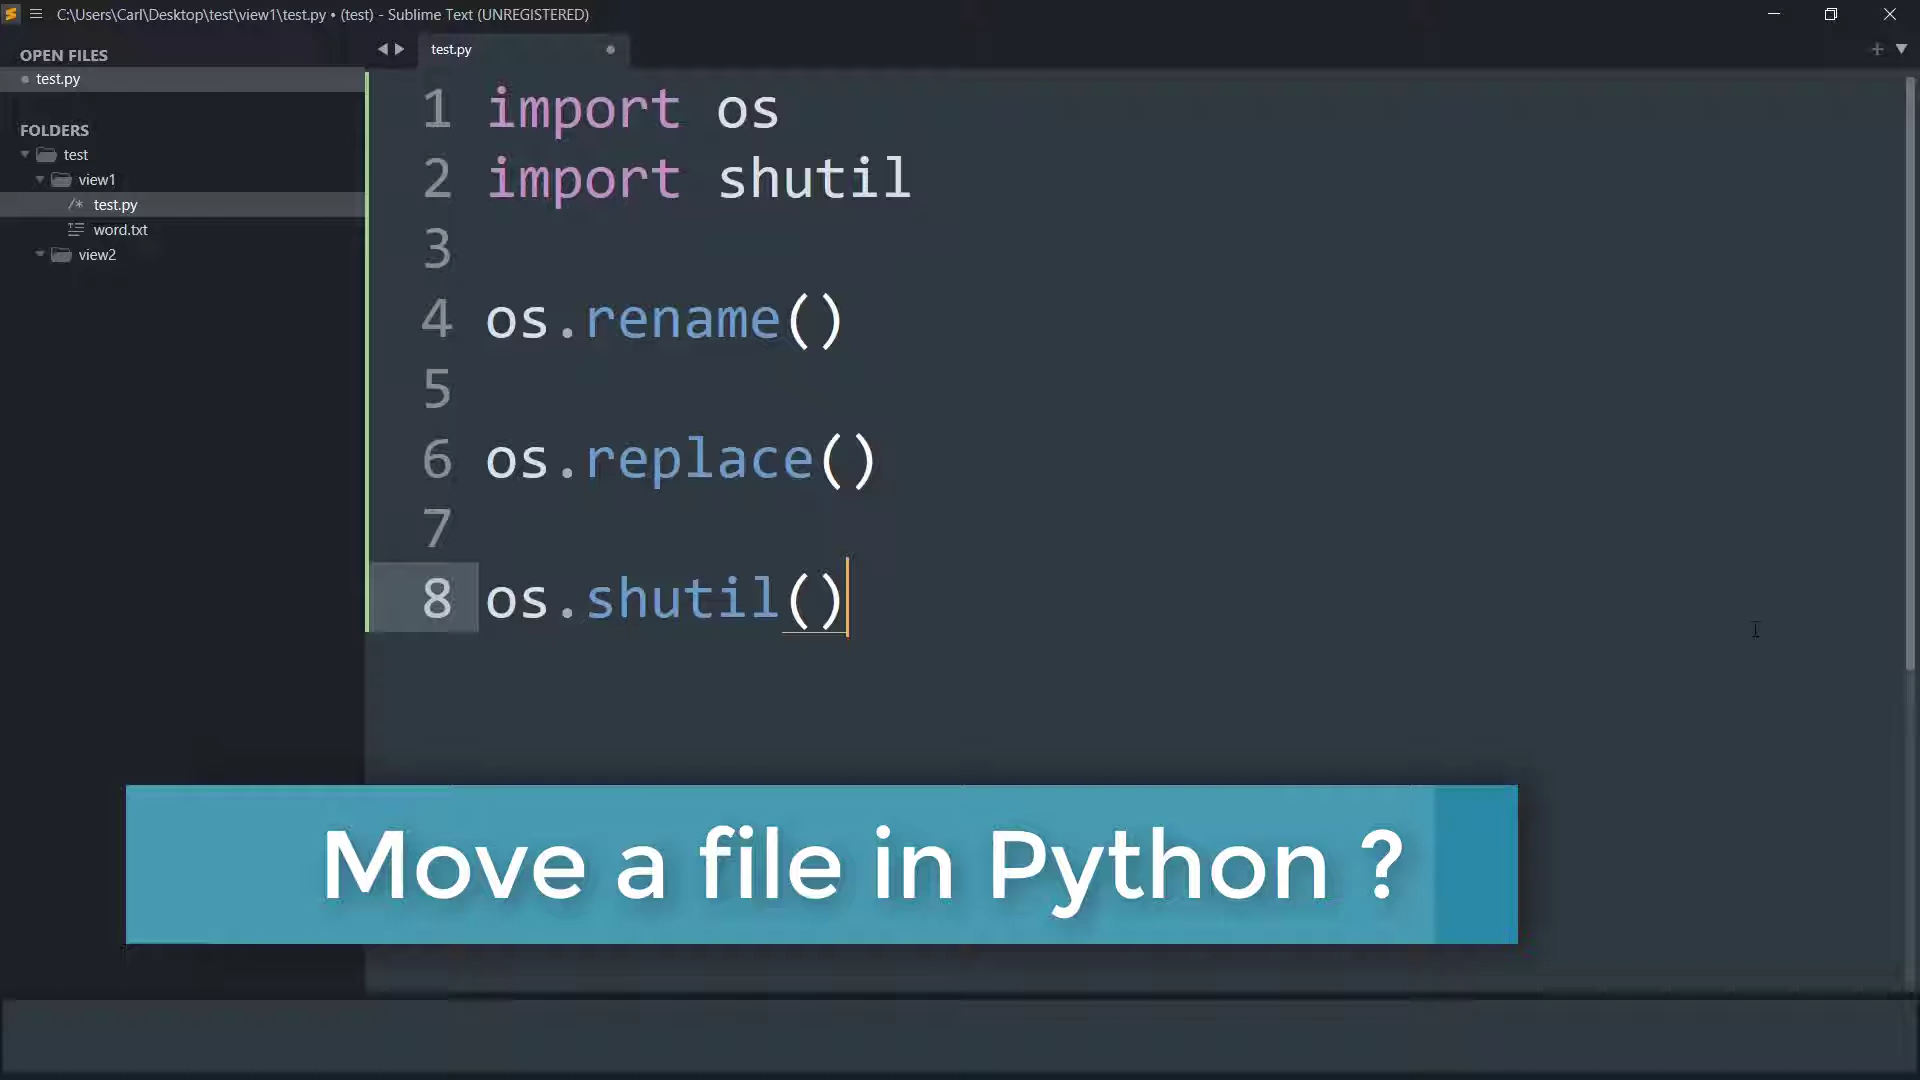 C:\Users\Carl\Desktop\test\view1\test.py • (test) - Sublime Text (UNREGISTERED)
OPEN FILES
test.py
FOLDERS
test
view1
/* test.py
word.txt
view2
test.py
1 import os
2 import shutil
3
4 os.rename()
5
6 os.replace()
7
8 os.shutil()
Move a file in Python ?